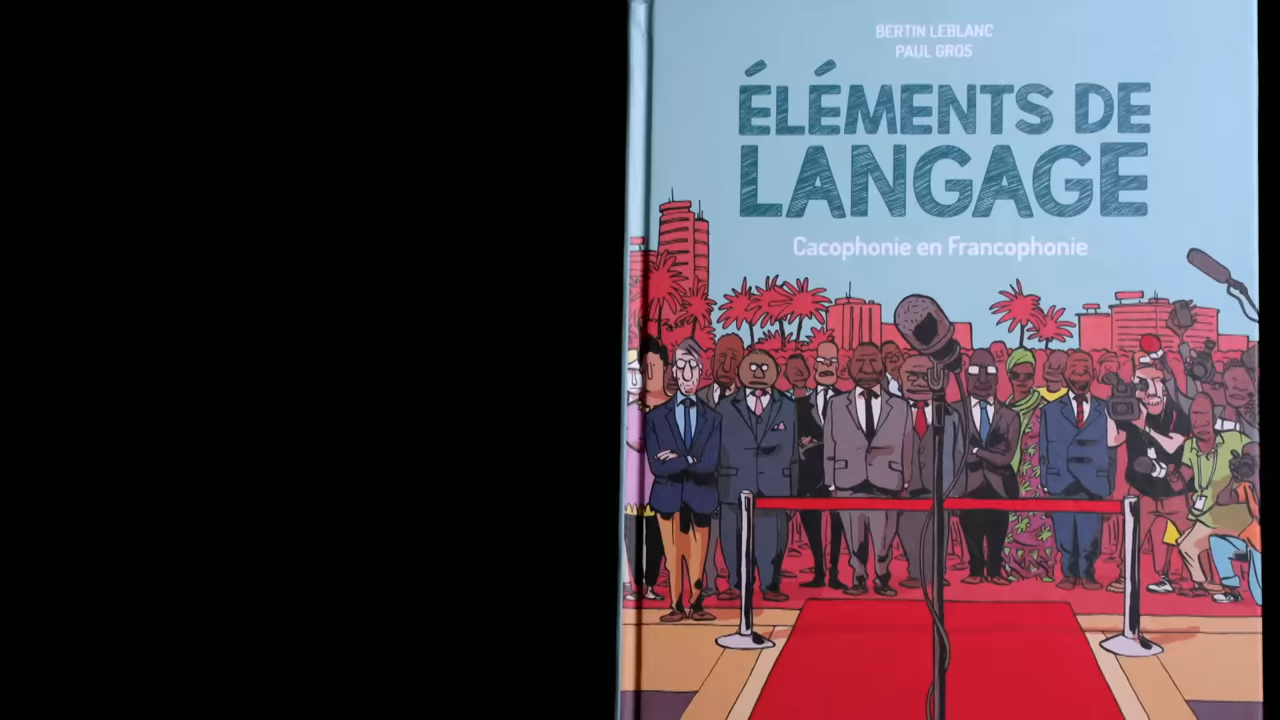 BERTIN LEBLANC
PAUL GROS
ÉLÉMENTS DE
LANGAGE
Cacophonie en Francophonie